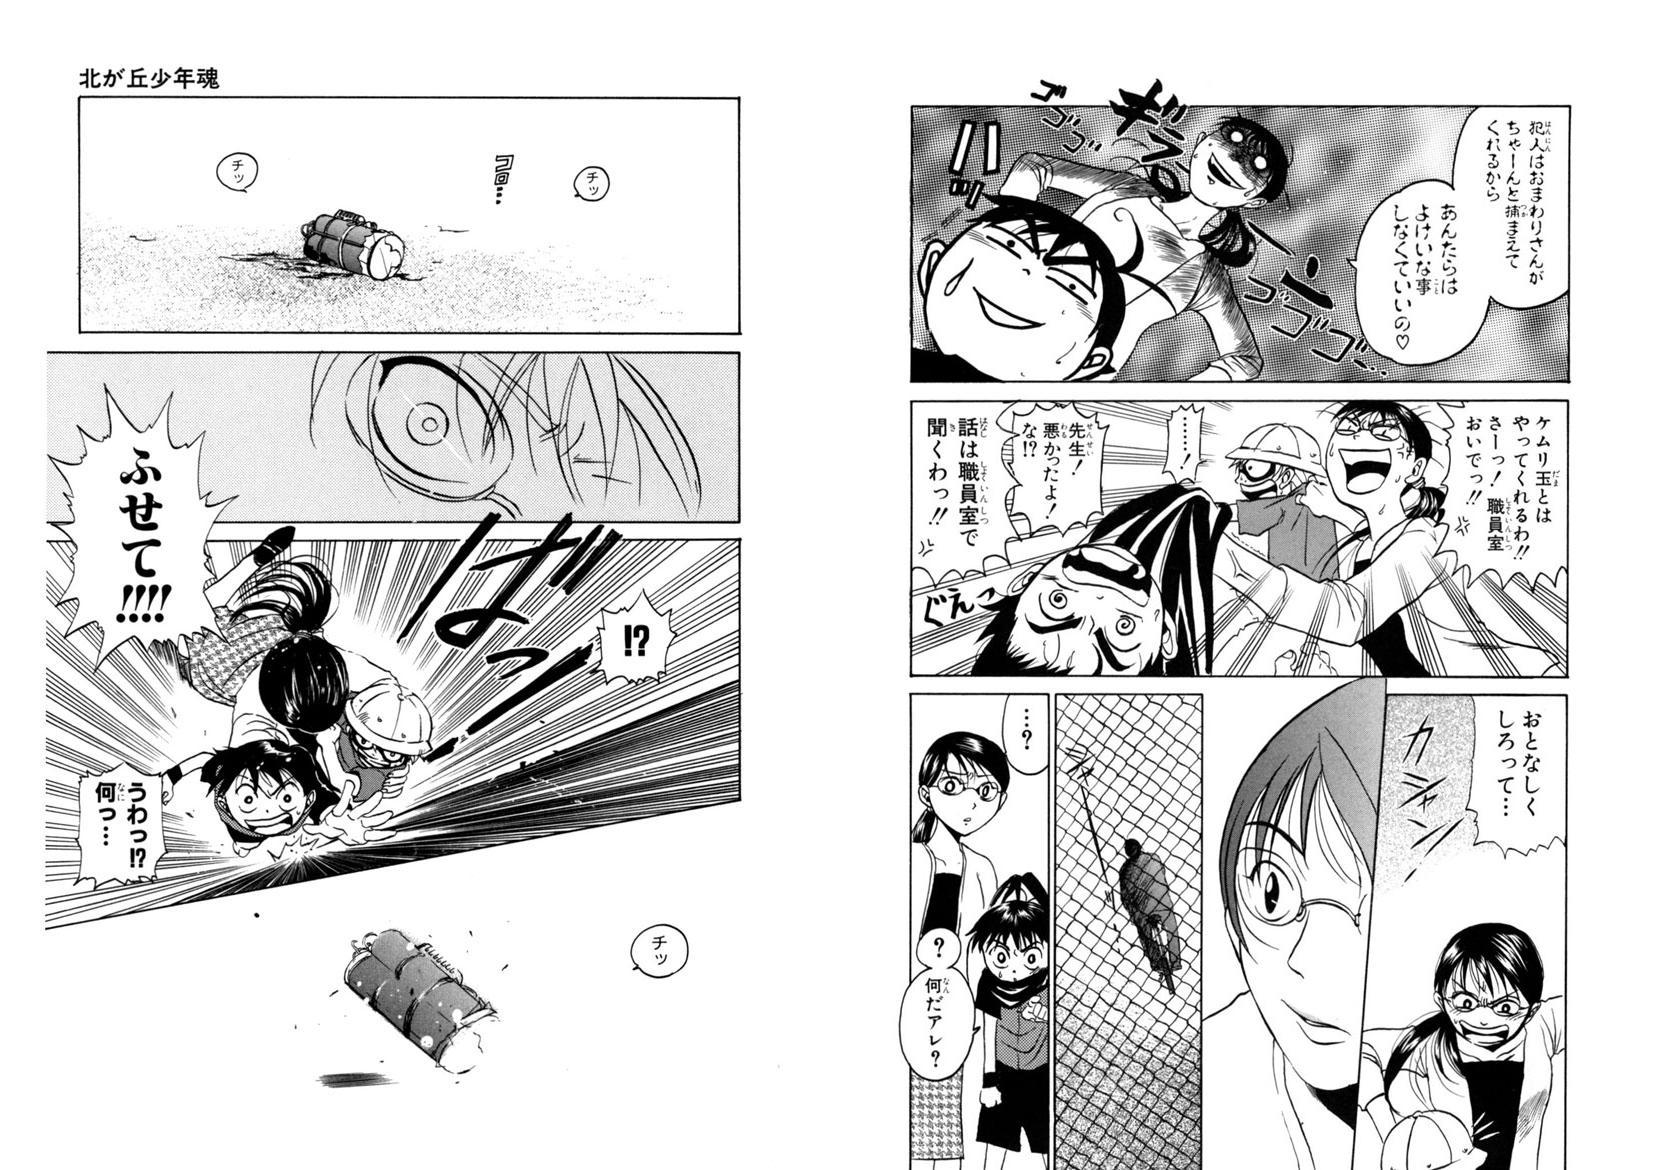 犯人はおまわりさんが
ちゃーんと捕まえて
くれるから
あんたらは
よけいな事
しなくていいの♡
ギラ
ゴゴゴ
ゴゴゴゴ…
ケムリ玉とは
やってくれるわ!!
さーっ！職員室
おいでっ!!
……！
先生！
悪かったよ！
な!?
話は職員室で
聞くわっ!!
ぐえっ
おとなしく
しろって…
カシャン
…?
?
何だアレ?
北が丘少年魂
チッ
コロ…
チッ
ふせて!!!!
ばっ
!?
うわっ!?
何っ…
チッ